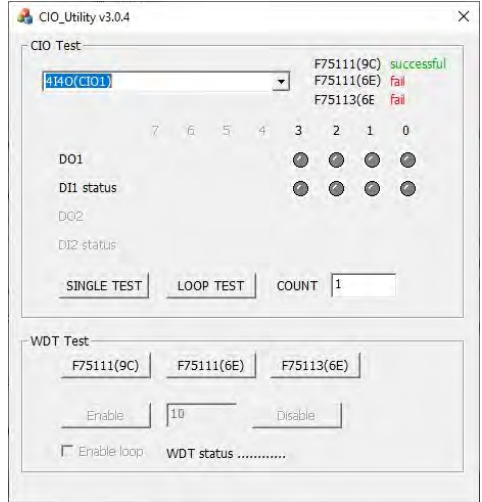 CIO_Utility v3.0.4
CIO Test
4I4O(CIO1)
F75111(9C) successful
F75111(6E) fail
F75113(6E fail
7 6 5 4 3 2 1 0
DO1
DI1 status
DO2
DI2 status
SINGLE TEST LOOP TEST COUNT 1
WDT Test
F75111(9C) F75111(6E) F75113(6E)
Enable 10 Disable
Enable loop WDT status ............